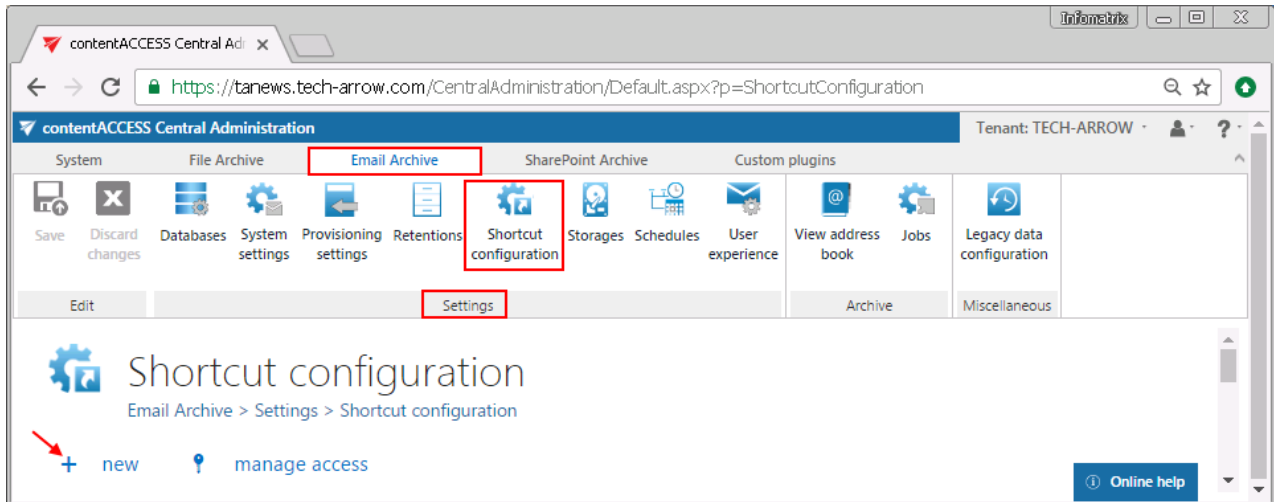 Infomatrix
contentACCESS Central Adr
https://tanews.tech-arrow.com/CentralAdministration/Default.aspx?p=ShortcutConfiguration
contentACCESS Central Administration
Tenant: TECH-ARROW
?
System
File Archive
Email Archive
SharePoint Archive
Custom plugins
Save
Discard changes
Databases
System settings
Provisioning settings
Retentions
Shortcut configuration
Storages
Schedules
User experience
View address book
Jobs
Legacy data configuration
Edit
Settings
Archive
Miscellaneous
Shortcut configuration
Email Archive > Settings > Shortcut configuration
+ new
manage access
Online help